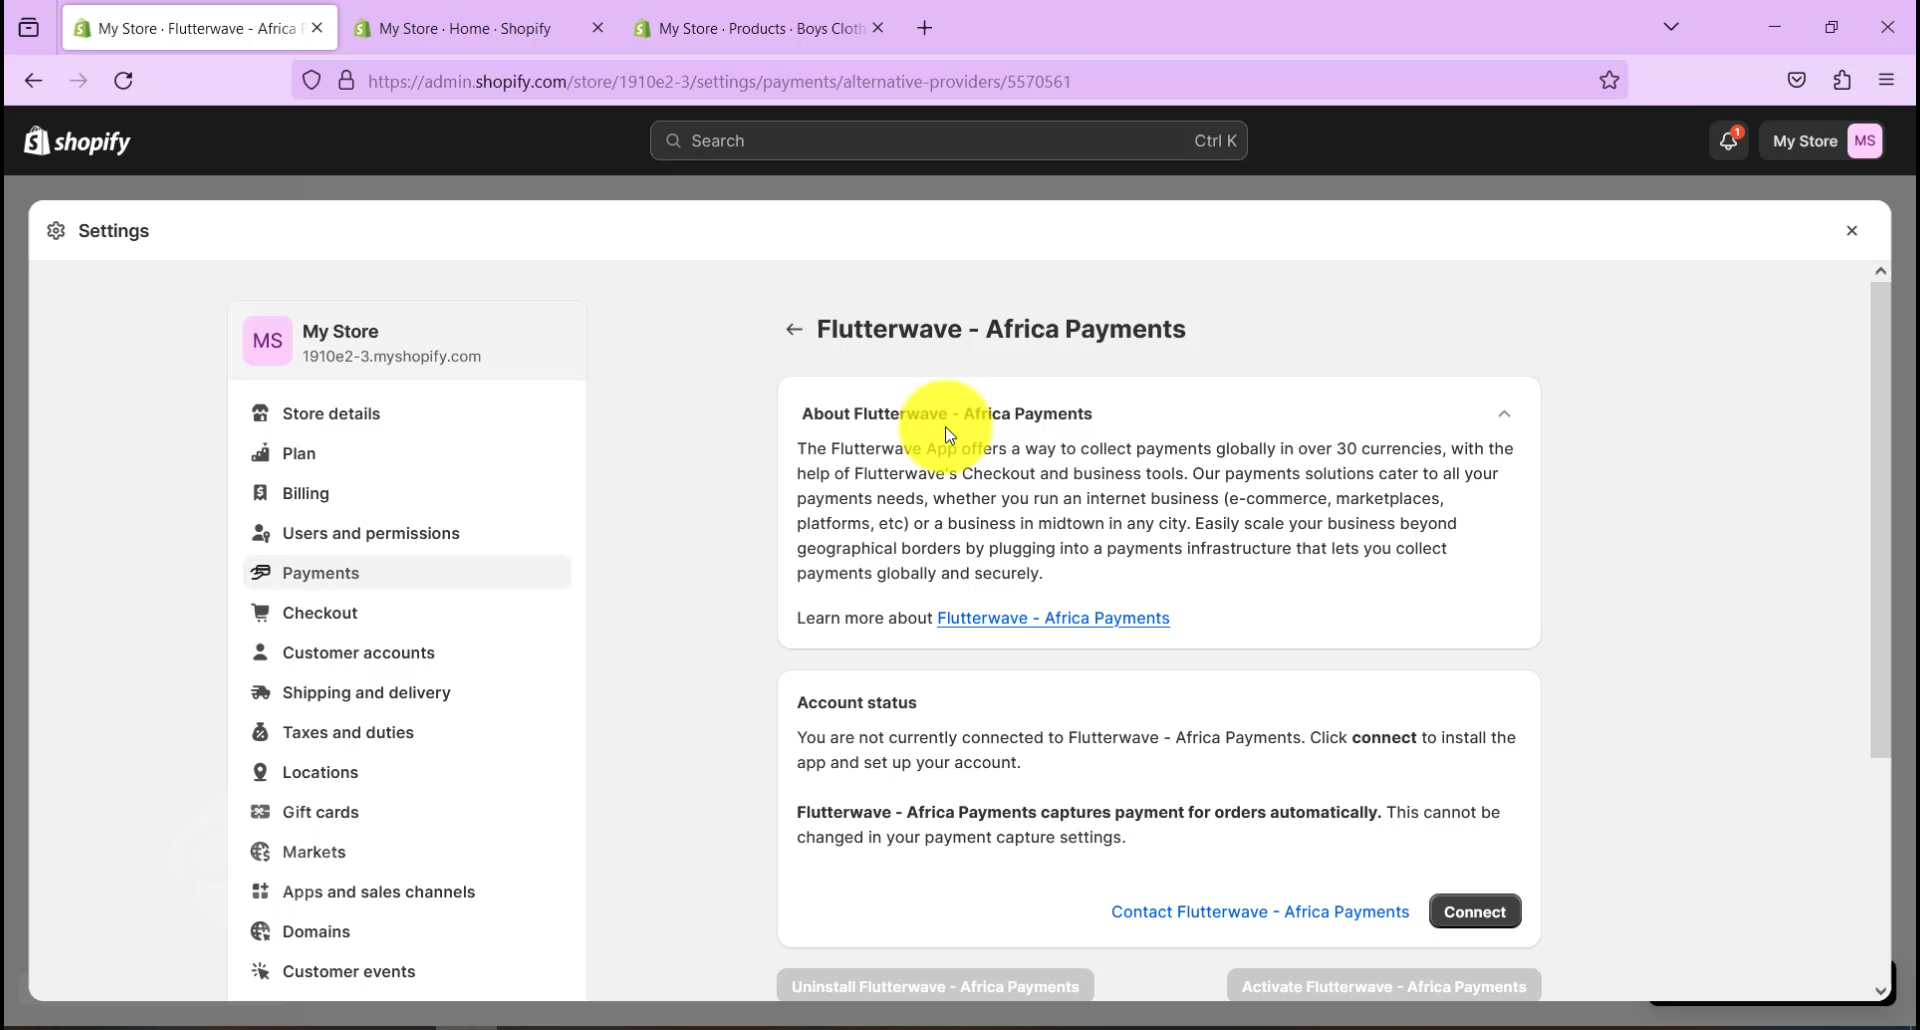 My Store · Flutterwave - Africa P
My Store · Home · Shopify
My Store · Products · Boys Cloth
https://admin.shopify.com/store/1910e2-3/settings/payments/alternative-providers/5570561
shopify
Search
Ctrl K
1
My Store
MS
Settings
MS
My Store
1910e2-3.myshopify.com
Store details
Plan
Billing
Users and permissions
Payments
Checkout
Customer accounts
Shipping and delivery
Taxes and duties
Locations
Gift cards
Markets
Apps and sales channels
Domains
Customer events
Flutterwave - Africa Payments
About Flutterwave - Africa Payments
The Flutterwave App offers a way to collect payments globally in over 30 currencies, with the
help of Flutterwave's Checkout and business tools. Our payments solutions cater to all your
payments needs, whether you run an internet business (e-commerce, marketplaces,
platforms, etc) or a business in midtown in any city. Easily scale your business beyond
geographical borders by plugging into a payments infrastructure that lets you collect
payments globally and securely.
Learn more about Flutterwave - Africa Payments
Account status
You are not currently connected to Flutterwave - Africa Payments. Click connect to install the
app and set up your account.
Flutterwave - Africa Payments captures payment for orders automatically. This cannot be
changed in your payment capture settings.
Contact Flutterwave - Africa Payments
Connect
Uninstall Flutterwave - Africa Payments
Activate Flutterwave - Africa Payments